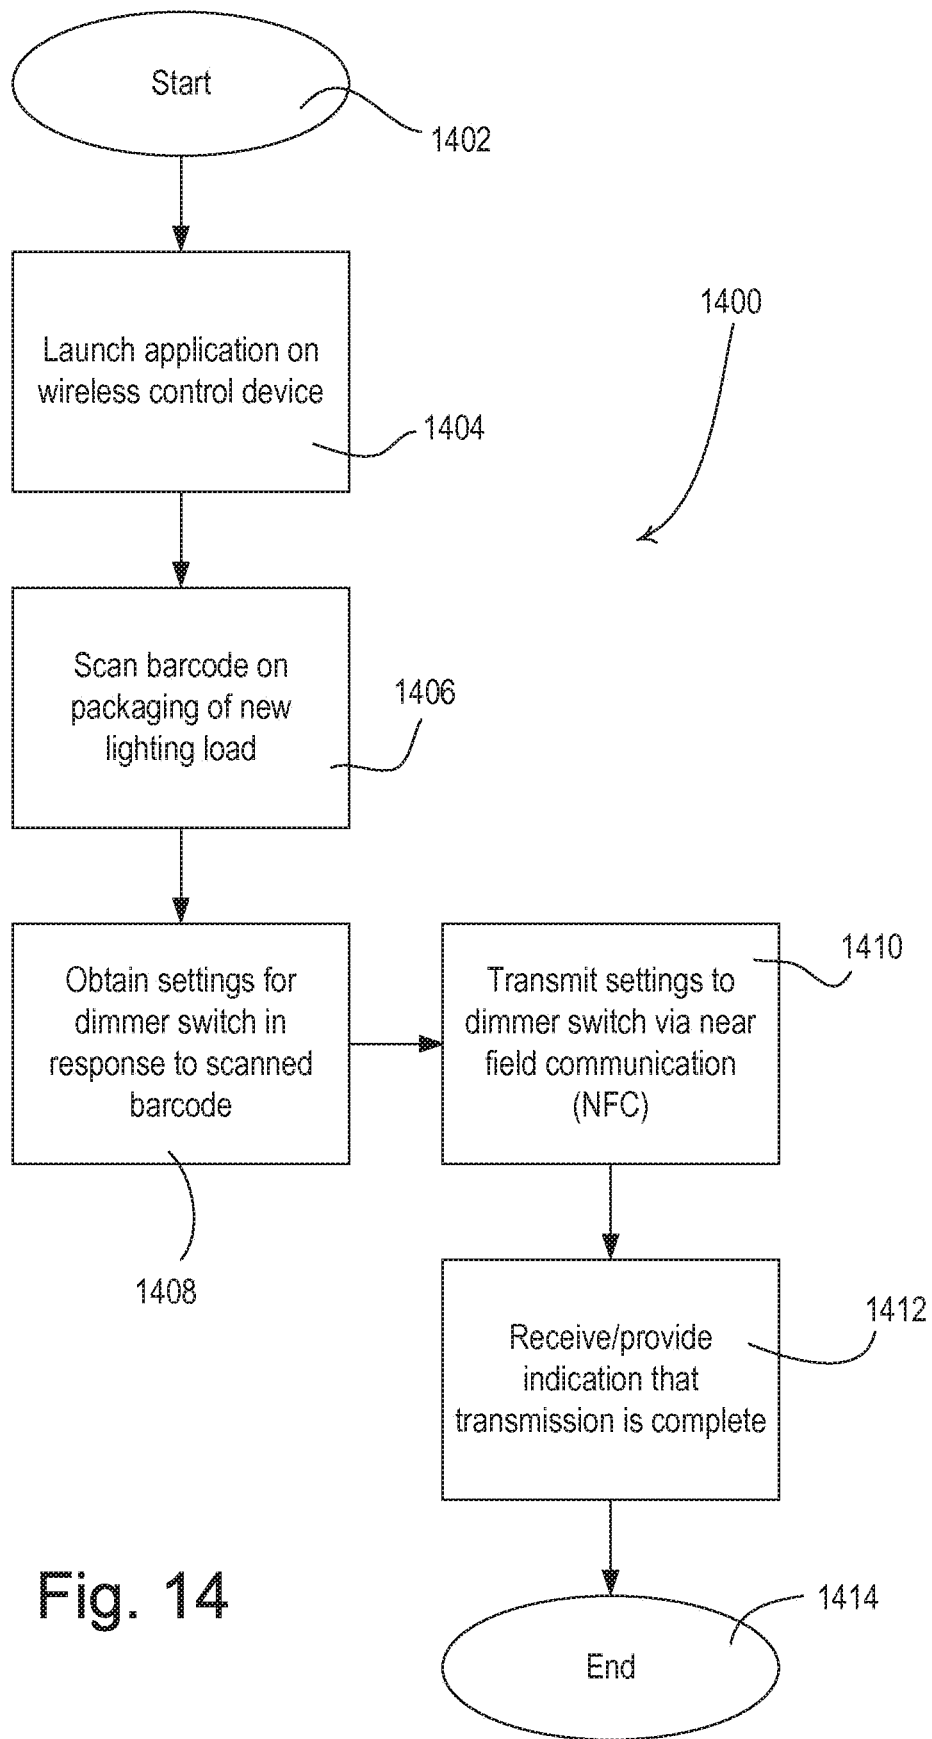 Start
1402
1400
Launch application on
wireless control device
1404
Scan barcode on
packaging of new
lighting load
1406
Obtain settings for
dimmer switch in
response to scanned
barcode
1408
Transmit settings to
dimmer switch via near
field communication
(NFC)
1410
Receive/provide
indication that
transmission is complete
1412
End
1414
Fig. 14